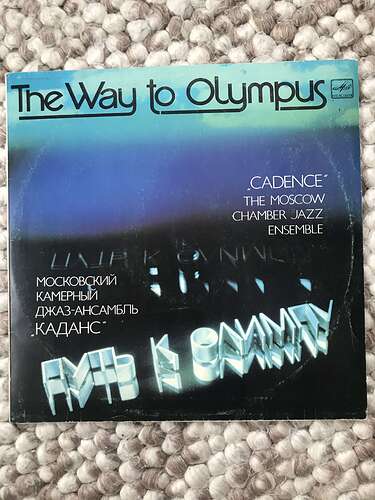 The Way to Olympus
„CADENCE”
THE MOSCOW
CHAMBER JAZZ
ENSEMBLE
МОСКОВСКИЙ
КАМЕРНЫЙ
ДЖАЗ-АНСАМБЛЬ
„КАДАНС”
ПУТЬ К ОЛИМПУ